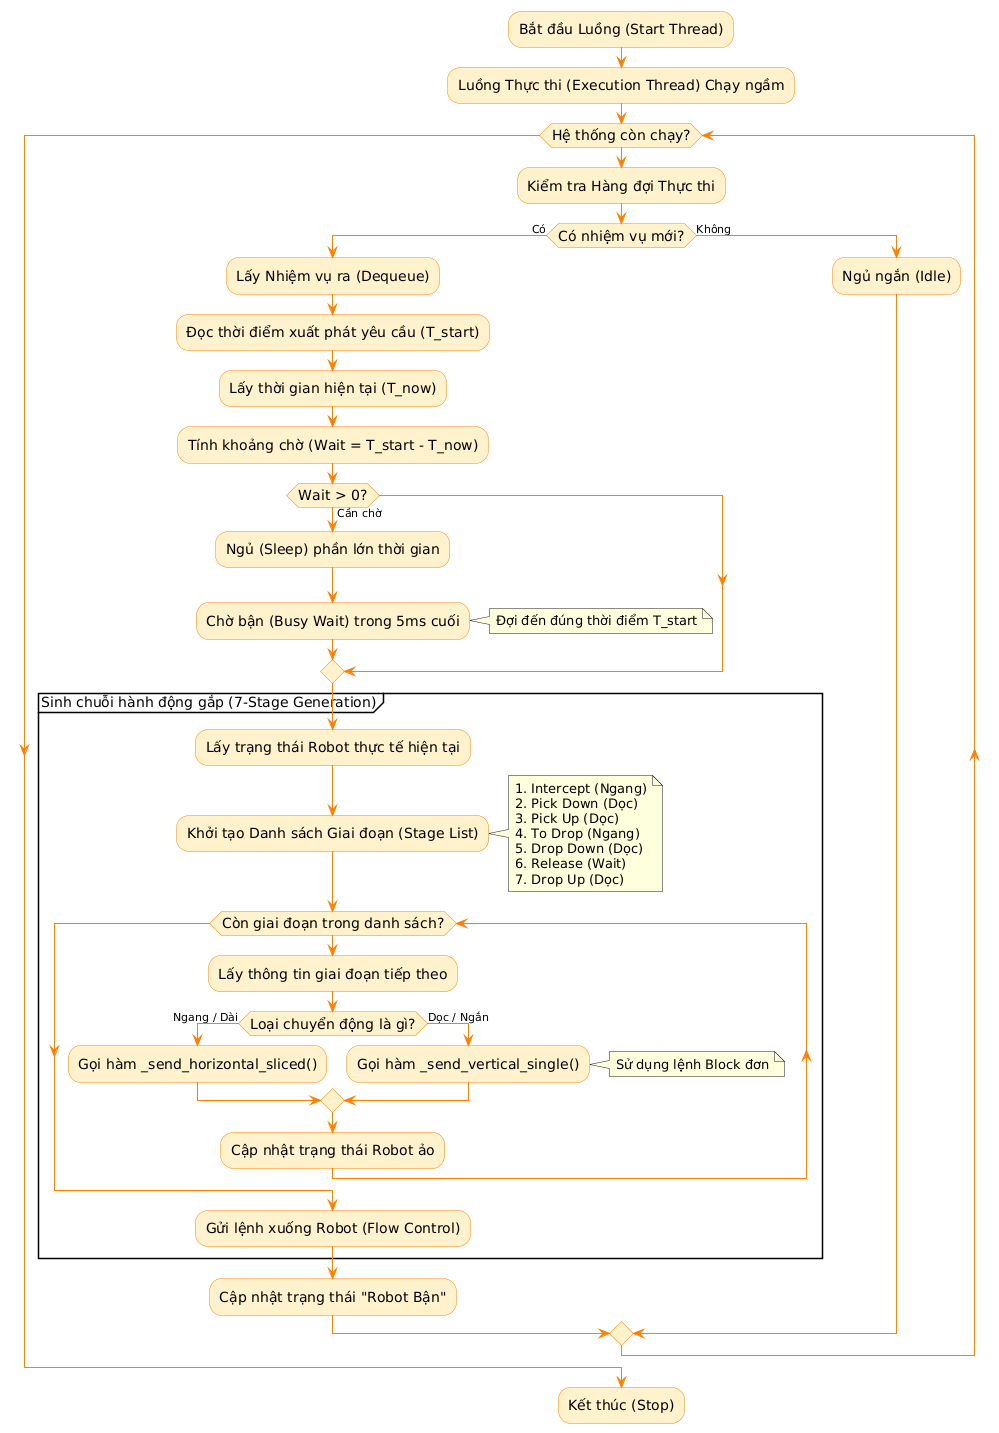 Bắt đầu Luồng (Start Thread)
Luồng Thực thi (Execution Thread) Chạy ngầm
Hệ thống còn chạy?
Kiểm tra Hàng đợi Thực thi
Có
Có nhiệm vụ mới?
Không
Lấy Nhiệm vụ ra (Dequeue)
Ngủ ngắn (Idle)
Đọc thời điểm xuất phát yêu cầu (T_start)
Lấy thời gian hiện tại (T_now)
Tính khoảng chờ (Wait = T_start - T_now)
Wait > 0?
Cần chờ
Ngủ (Sleep) phần lớn thời gian
Chờ bận (Busy Wait) trong 5ms cuối
Đợi đến đúng thời điểm T_start
Sinh chuỗi hành động gắp (7-Stage Generation)
Lấy trạng thái Robot thực tế hiện tại
Khởi tạo Danh sách Giai đoạn (Stage List)
1. Intercept (Ngang)
2. Pick Down (Dọc)
3. Pick Up (Dọc)
4. To Drop (Ngang)
5. Drop Down (Dọc)
6. Release (Wait)
7. Drop Up (Dọc)
Còn giai đoạn trong danh sách?
Lấy thông tin giai đoạn tiếp theo
Ngang / Dài
Loại chuyển động là gì?
Dọc / Ngắn
Gọi hàm _send_horizontal_sliced()
Gọi hàm _send_vertical_single()
Sử dụng lệnh Block đơn
Cập nhật trạng thái Robot ảo
Gửi lệnh xuống Robot (Flow Control)
Cập nhật trạng thái "Robot Bận"
Kết thúc (Stop)